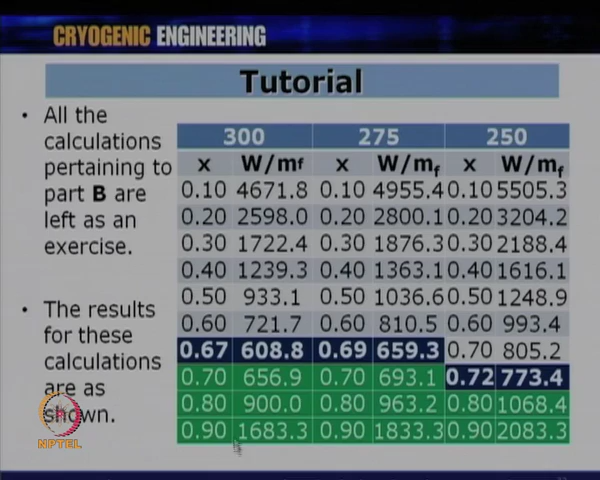 CRYOGENIC ENGINEERING
Tutorial
• All the
calculations
pertaining to
part B are
left as an
exercise.
• The results
for these
calculations
are as
shown.
300 275 250
x W/mf x W/mf x W/mf
0.10 4671.8 0.10 4955.4 0.10 5505.3
0.20 2598.0 0.20 2800.1 0.20 3204.2
0.30 1722.4 0.30 1876.3 0.30 2188.4
0.40 1239.3 0.40 1363.1 0.40 1616.1
0.50 933.1 0.50 1036.6 0.50 1248.9
0.60 721.7 0.60 810.5 0.60 993.4
0.67 608.8 0.69 659.3 0.70 805.2
0.70 656.9 0.70 693.1 0.72 773.4
0.80 900.0 0.80 963.2 0.80 1068.4
0.90 1683.3 0.90 1833.3 0.90 2083.3
NPTEL